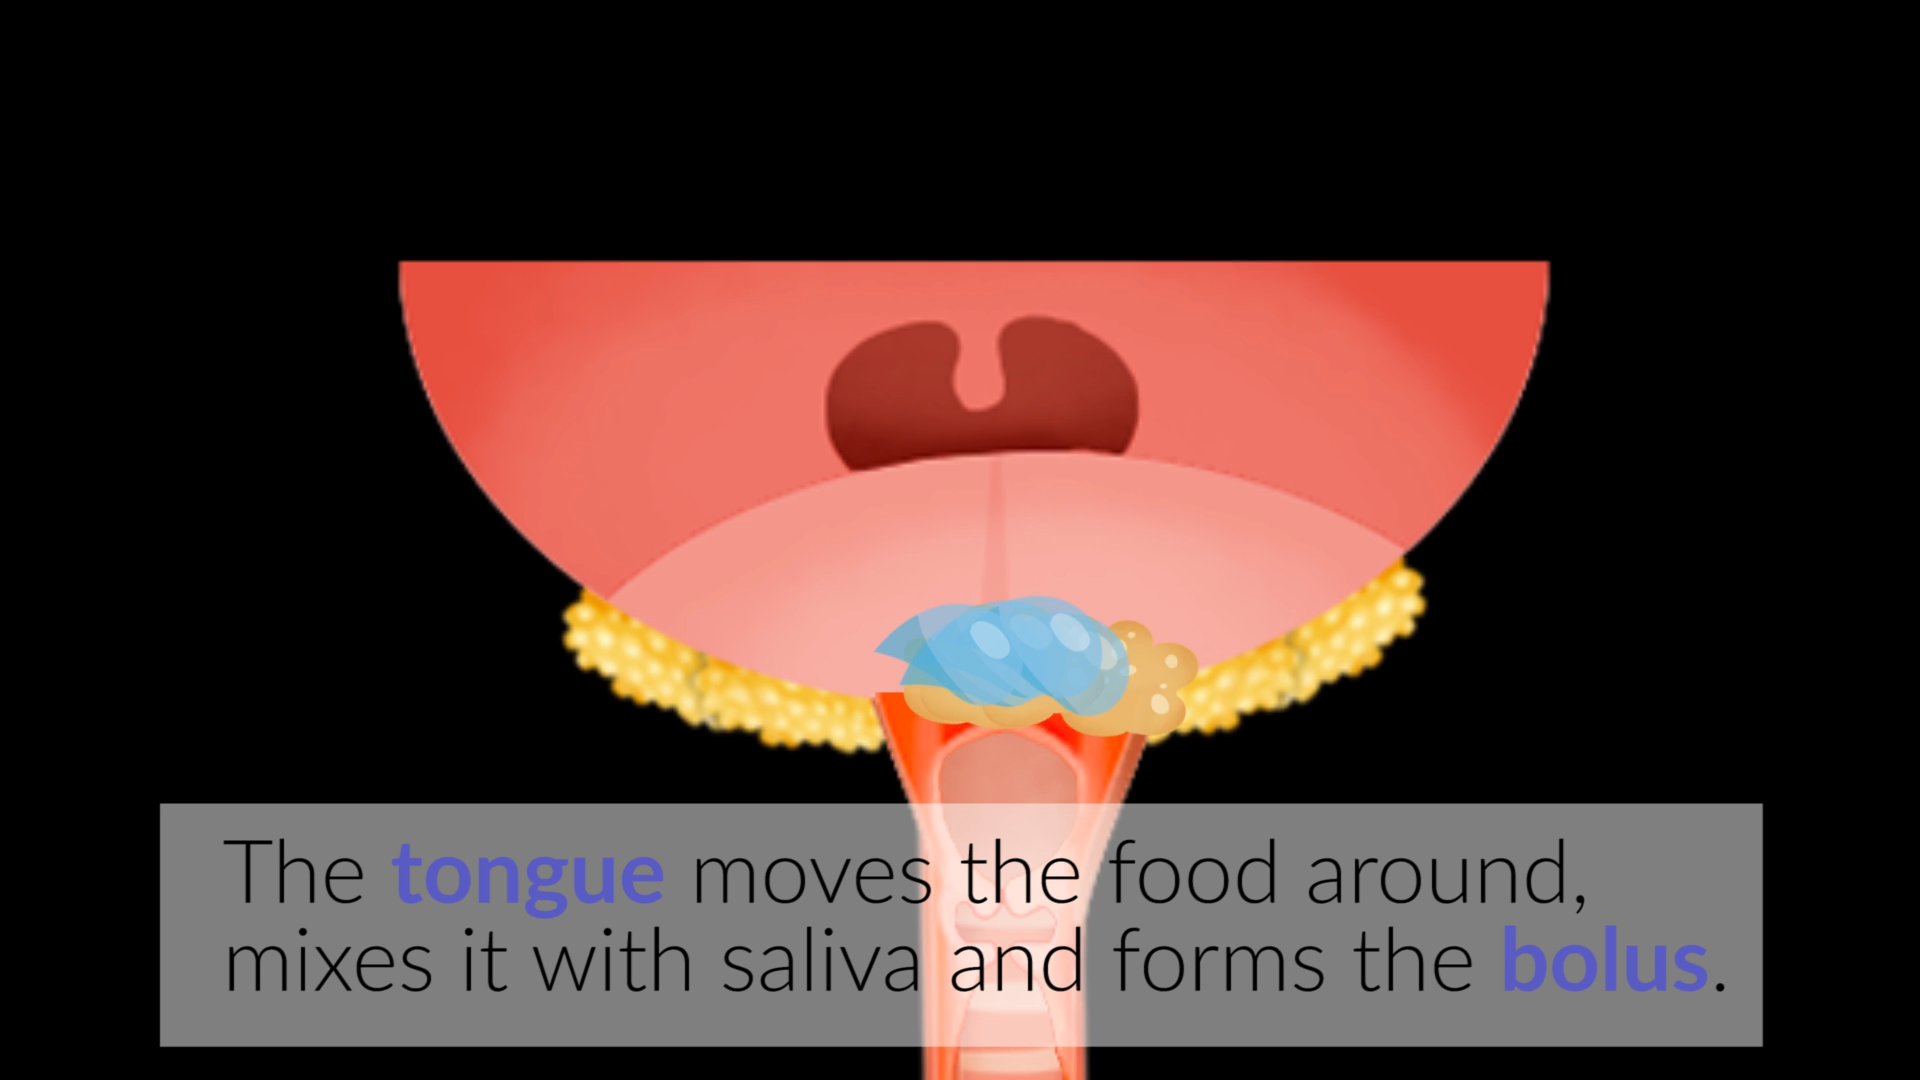 The tongue moves the food around,
mixes it with saliva and forms the bolus.